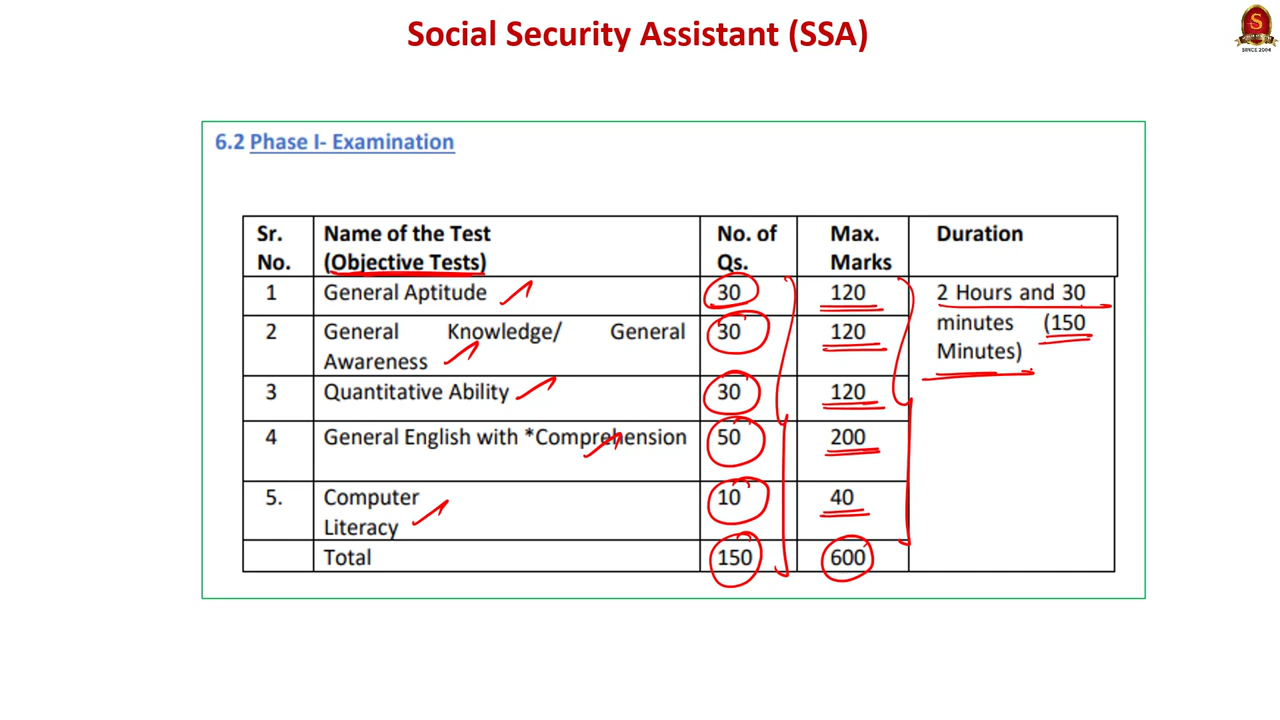 Social Security Assistant (SSA)
S
SINCE 2004
6.2 Phase I- Examination
Sr. No. Name of the Test (Objective Tests) No. of Qs. Max. Marks Duration
1 General Aptitude 30 120 2 Hours and 30 minutes (150 Minutes)
2 General Knowledge/ General Awareness 30 120
3 Quantitative Ability 30 120
4 General English with *Comprehension 50 200
5. Computer Literacy 10 40
Total 150 600